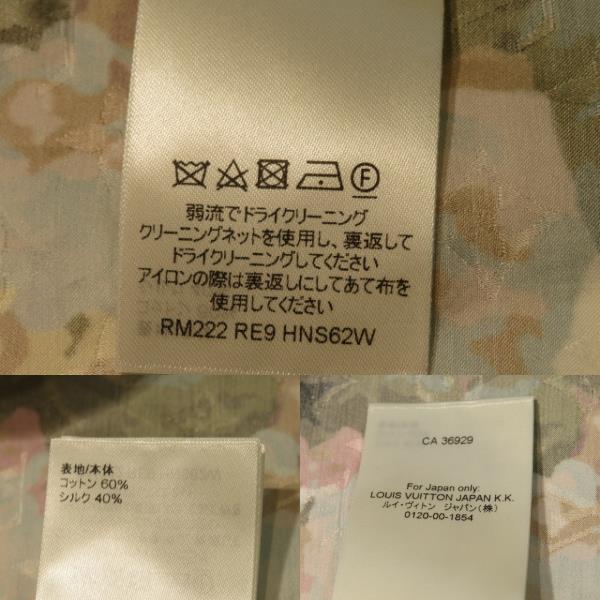 F
弱流でドライクリーニング
クリーニングネットを使用し、裏返して
ドライクリーニングしてください
アイロンの際は裏返しにしてあて布を
使用してください
RM222 RE9 HNS62W
表地/本体
コットン 60%
シルク 40%
CA 36929
For Japan only:
LOUIS VUITTON JAPAN K.K.
ルイ・ヴィトン ジャパン(株)
0120-00-1854